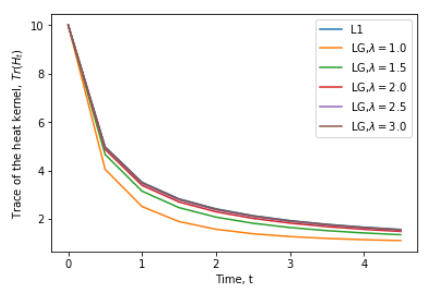 10
8
6
4
2
Trace of the heat kernel, Tr(H_t)
L1
LG,λ = 1.0
LG,λ = 1.5
LG,λ = 2.0
LG,λ = 2.5
LG,λ = 3.0
0 1 2 3 4
Time, t